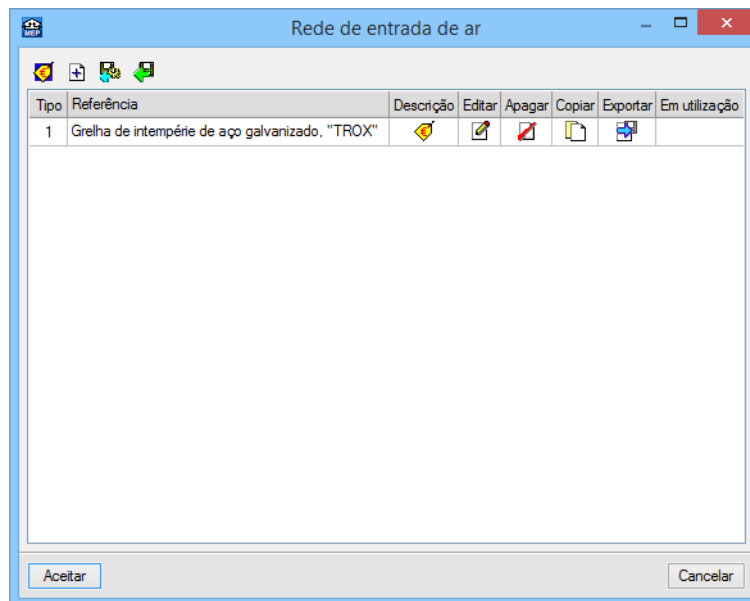 MEP
Rede de entrada de ar
Tipo Referência Descrição Editar Apagar Copiar Exportar Em utilização
1 Grelha de intempérie de aço galvanizado, "TROX"
Aceitar Cancelar